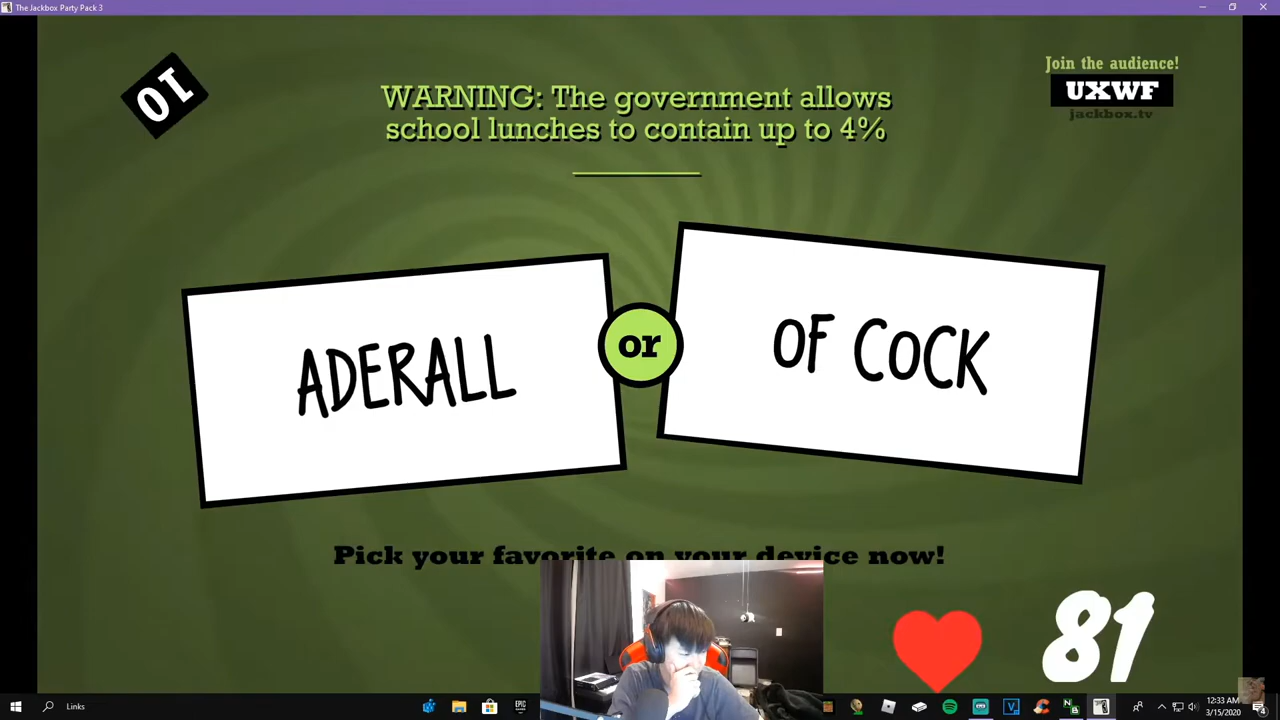 The Jackbox Party Pack 3
10
WARNING: The government allows
school lunches to contain up to 4%
Join the audience!
UXWF
jackbox.tv
ADERALL
or
OF COCK
Pick your favorite on your device now!
81
Links
12:33 AM
3/15/2020